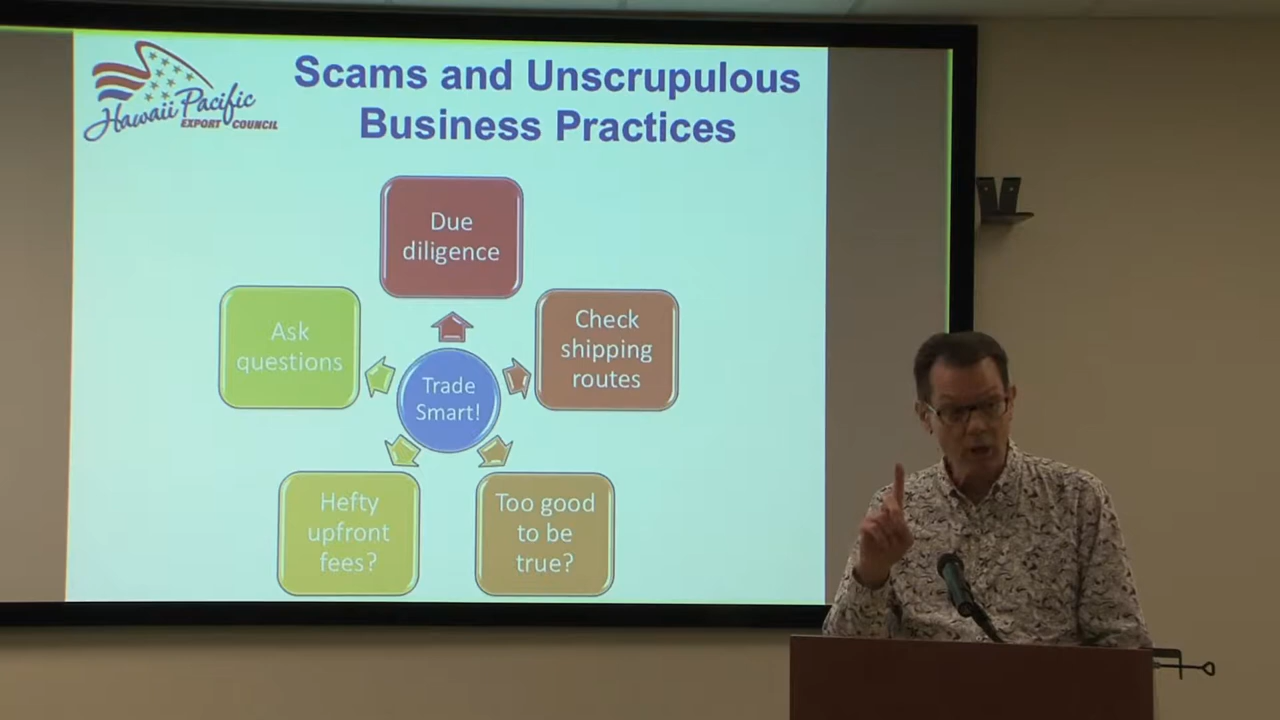 Hawaii Pacific
EXPORT COUNCIL
Scams and Unscrupulous
Business Practices
Due
diligence
Ask
questions
Check
shipping
routes
Trade
Smart!
Hefty
upfront
fees?
Too good
to be
true?